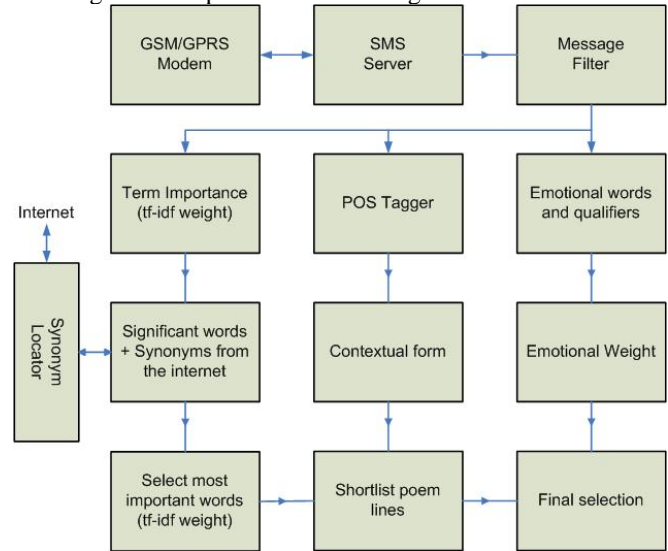 GSM/GPRS
Modem
SMS
Server
Message
Filter
Term Importance
(tf-idf weight)
POS Tagger
Emotional words
and qualifiers
Internet
Synonym
Locator
Significant words
+ Synonyms from
the internet
Contextual form
Emotional Weight
Select most
important words
(tf-idf weight)
Shortlist poem
lines
Final selection